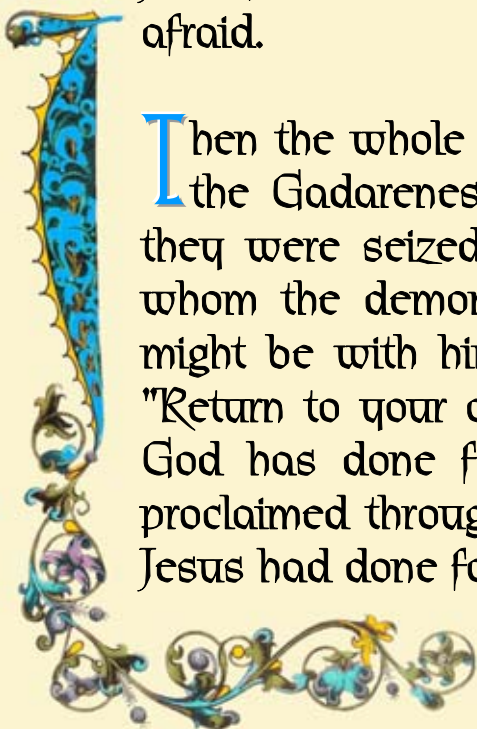 afraid.
Then the whole
the Gadarenes
they were seized
whom the demon
might be with
"Return to your
God has done
proclaimed throug
Jesus had done